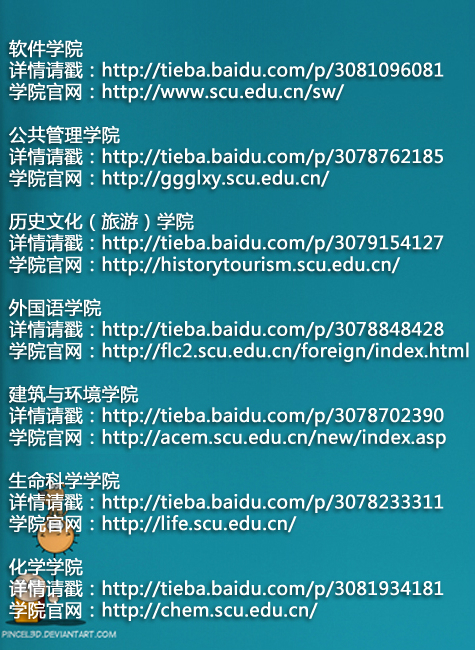 软件学院
详情请戳：http://tieba.baidu.com/p/3081096081
学院官网：http://www.scu.edu.cn/sw/
公共管理学院
详情请戳：http://tieba.baidu.com/p/3078762185
学院官网：http://ggglxy.scu.edu.cn/
历史文化（旅游）学院
详情请戳：http://tieba.baidu.com/p/3079154127
学院官网：http://historytourism.scu.edu.cn/
外国语学院
详情请戳：http://tieba.baidu.com/p/3078848428
学院官网：http://flc2.scu.edu.cn/foreign/index.html
建筑与环境学院
详情请戳：http://tieba.baidu.com/p/3078702390
学院官网：http://acem.scu.edu.cn/new/index.asp
生命科学学院
详情请戳：http://tieba.baidu.com/p/3078233311
学院官网：http://life.scu.edu.cn/
化学学院
详情请戳：http://tieba.baidu.com/p/3081934181
学院官网：http://chem.scu.edu.cn/
PINCEL3D.DEVIANTART.COM